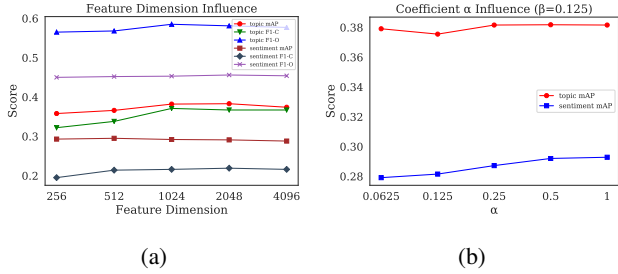 Feature Dimension Influence
0.6
0.5
0.4
0.3
0.2
Score
topic mAP
topic F1-C
topic F1-O
sentiment mAP
sentiment F1-C
sentiment F1-O
256 512 1024 2048 4096
Feature Dimension
(a)
Coefficient α Influence (β=0.125)
0.38
0.36
0.34
0.32
0.30
0.28
Score
topic mAP
sentiment mAP
0.0625 0.125 0.25 0.5 1
α
(b)